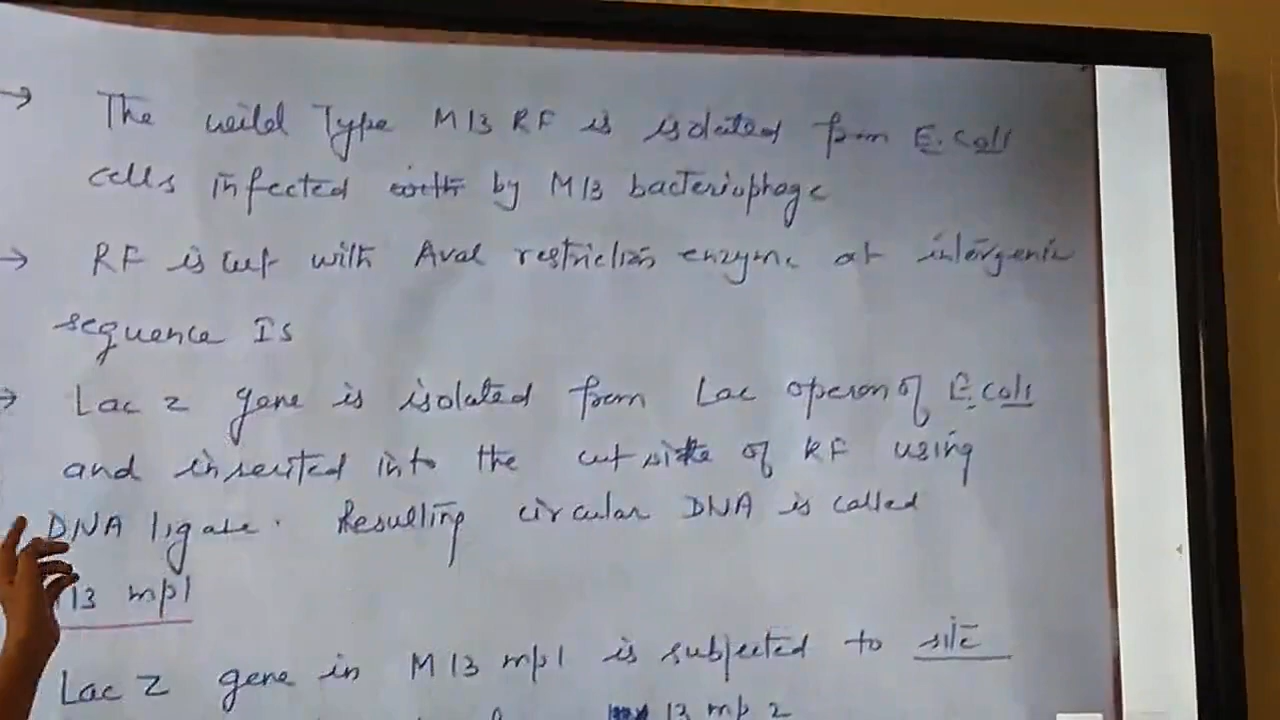 → The wild Type M13 RF is isolated from E. Coli
cells infected by M13 bacteriophage
→ RF is cut with AvaI restriction enzyme at intergenic
sequence Is
→ Lac z gene is isolated from Lac operon of E. coli
and inserted into the cut site of RF using
DNA ligase. Resulting circular DNA is called
13 mp1
Lac Z gene in M13 mp1 is subjected to site
13 mp 2